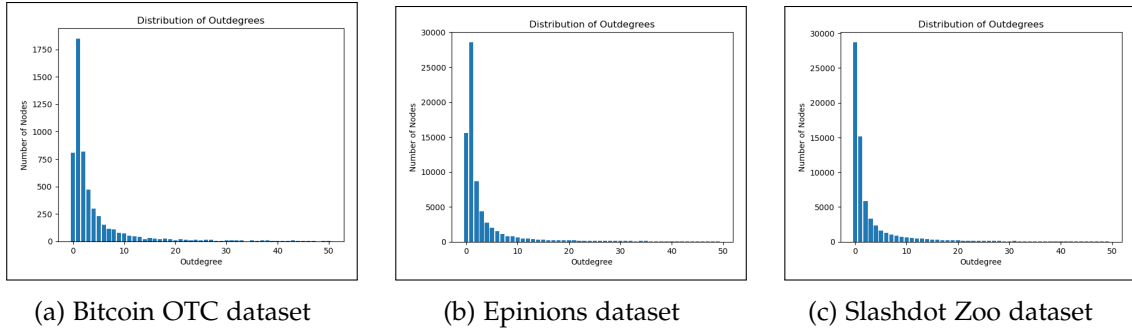 Distribution of Outdegrees
1750
1500
1250
1000
750
500
250
0
Number of Nodes
0 10 20 30 40 50
Outdegree
(a) Bitcoin OTC dataset
Distribution of Outdegrees
30000
25000
20000
15000
10000
5000
0
Number of Nodes
0 10 20 30 40 50
Outdegree
(b) Epinions dataset
Distribution of Outdegrees
30000
25000
20000
15000
10000
5000
0
Number of Nodes
0 10 20 30 40 50
Outdegree
(c) Slashdot Zoo dataset